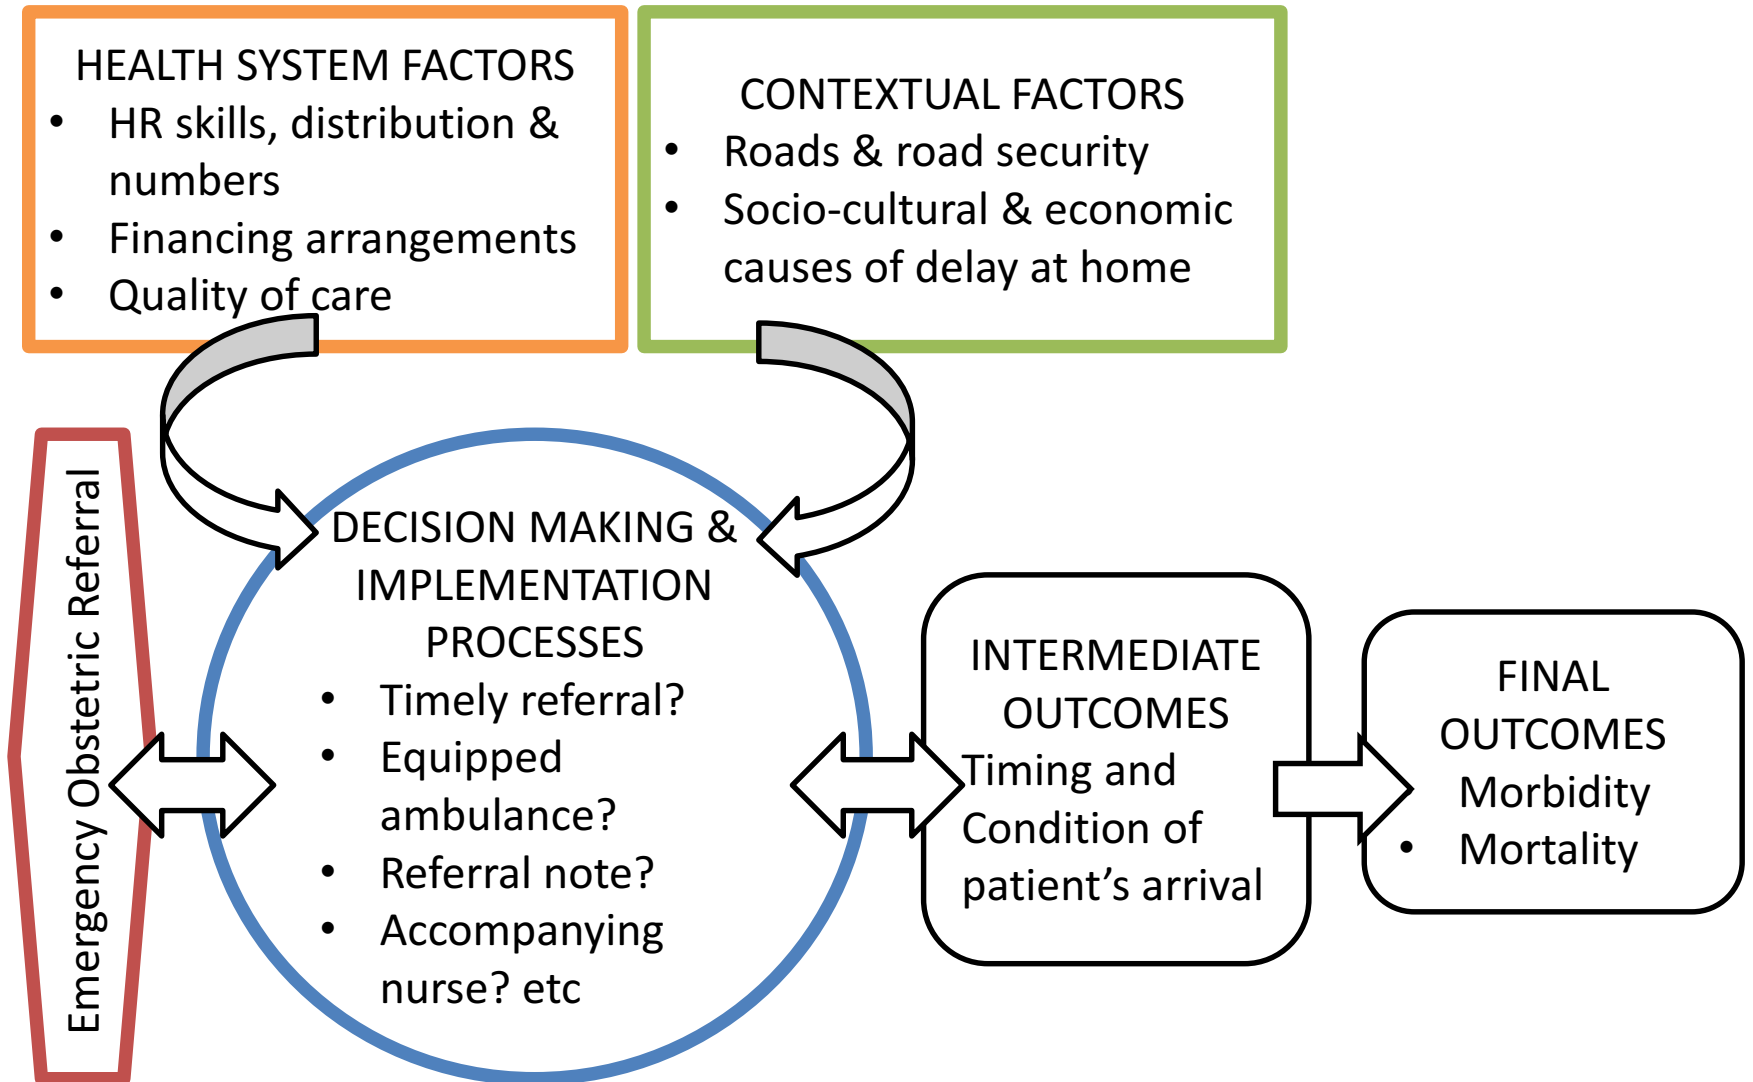 HEALTH SYSTEM FACTORS
• HR skills, distribution &
numbers
• Financing arrangements
• Quality of care
CONTEXTUAL FACTORS
• Roads & road security
• Socio-cultural & economic
causes of delay at home
Emergency Obstetric Referral
DECISION MAKING &
IMPLEMENTATION
PROCESSES
• Timely referral?
• Equipped
ambulance?
• Referral note?
• Accompanying
nurse? etc
INTERMEDIATE
OUTCOMES
Timing and
Condition of
patient’s arrival
FINAL
OUTCOMES
Morbidity
• Mortality